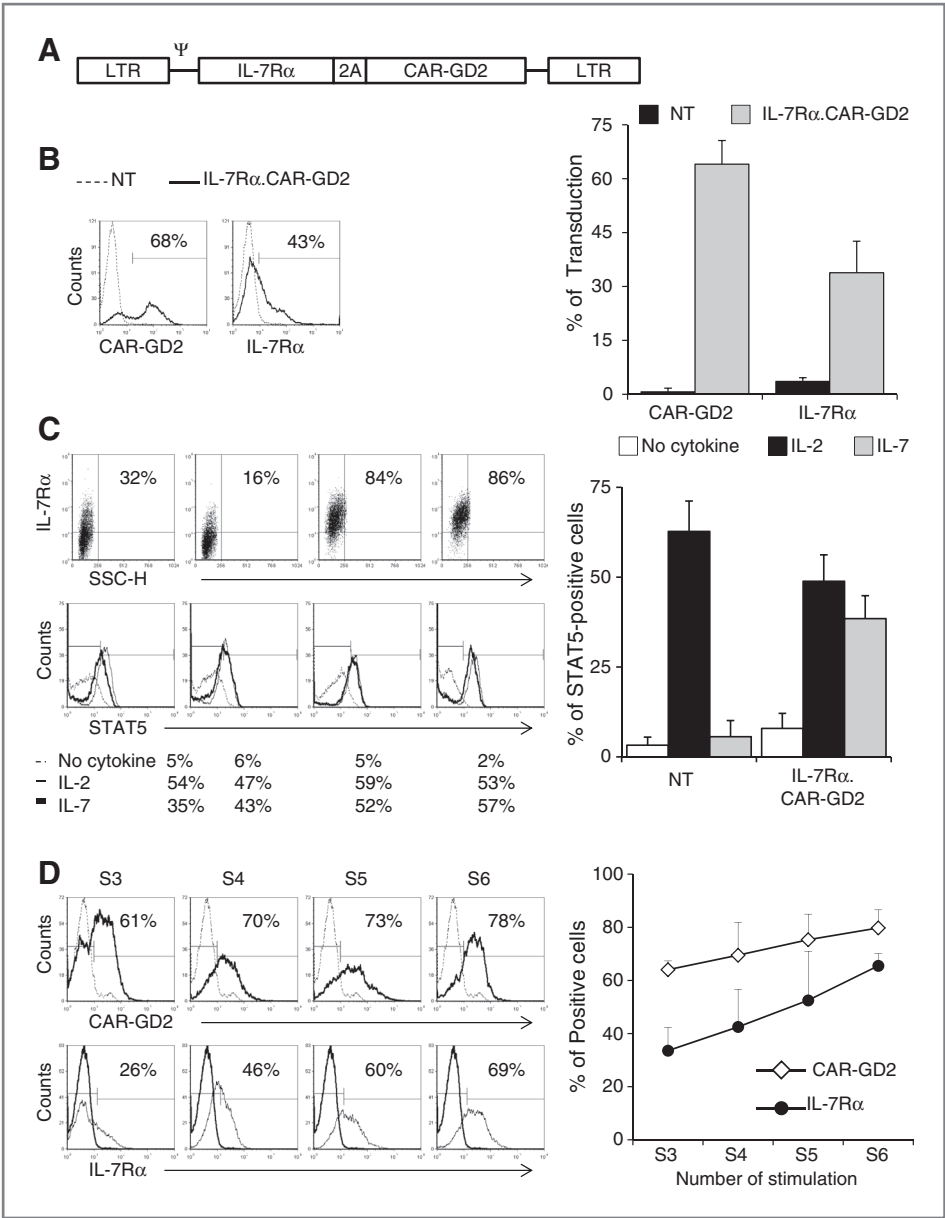 A
Ψ
LTR IL-7Rα 2A CAR-GD2 LTR
B
NT IL-7Rα.CAR-GD2
68% 43%
Counts
CAR-GD2 IL-7Rα
NT IL-7Rα.CAR-GD2
75
60
45
30
15
0
% of Transduction
CAR-GD2 IL-7Rα
C
32% 16% 84% 86%
IL-7Rα
SSC-H
Counts
STAT5
No cytokine 5% 6% 5% 2%
IL-2 54% 47% 59% 53%
IL-7 35% 43% 52% 57%
No cytokine IL-2 IL-7
75
50
25
0
% of STAT5-positive cells
NT IL-7Rα.
CAR-GD2
D
S3 S4 S5 S6
61% 70% 73% 78%
Counts
CAR-GD2
26% 46% 60% 69%
Counts
IL-7Rα
100
80
60
40
20
0
% of Positive cells
CAR-GD2
IL-7Rα
S3 S4 S5 S6
Number of stimulation